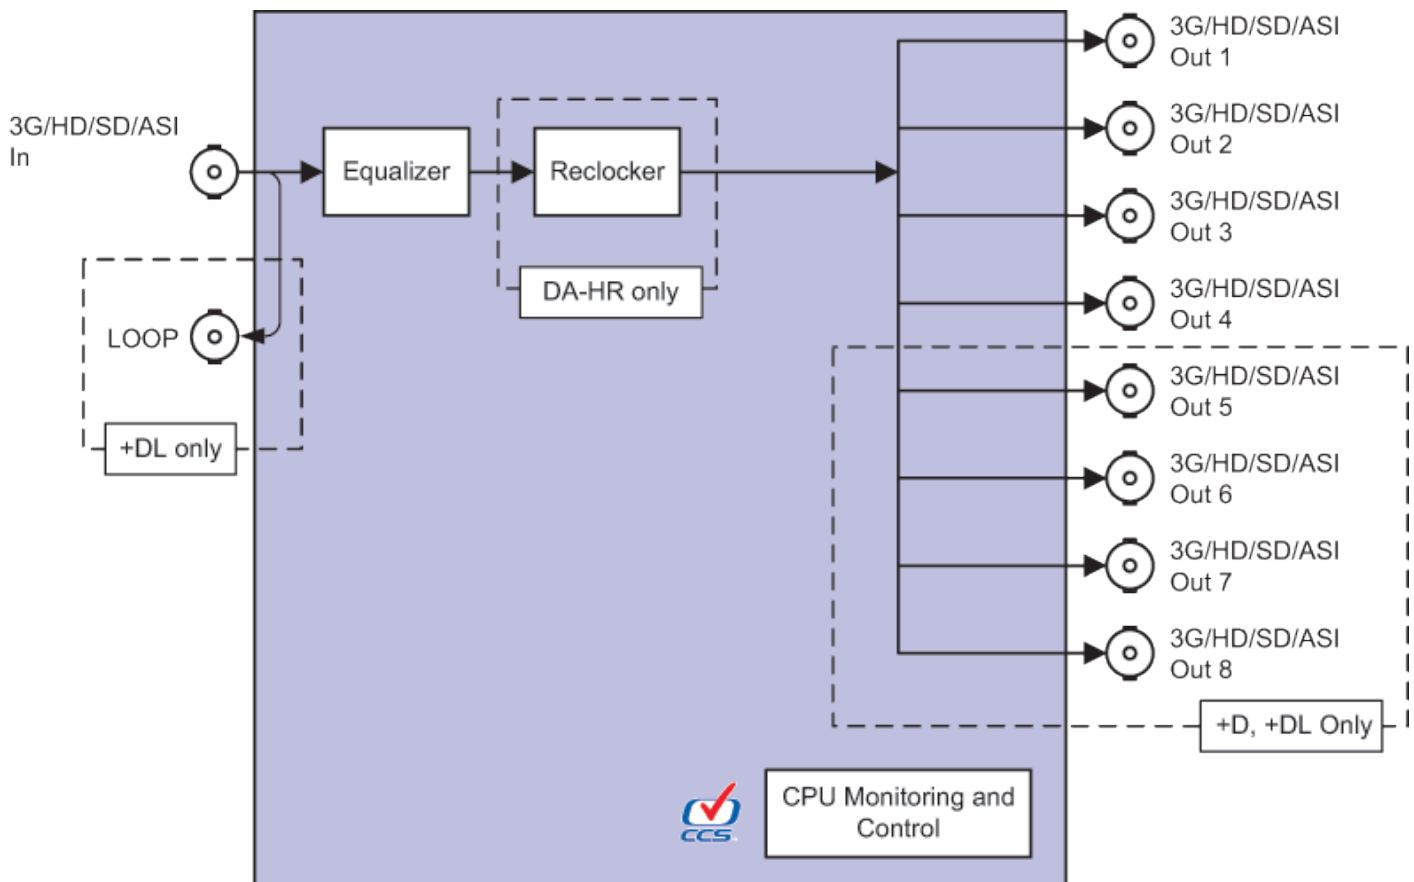 3G/HD/SD/ASI
In
Equalizer
Reclocker
DA-HR only
LOOP
+DL only
3G/HD/SD/ASI
Out 1
3G/HD/SD/ASI
Out 2
3G/HD/SD/ASI
Out 3
3G/HD/SD/ASI
Out 4
3G/HD/SD/ASI
Out 5
3G/HD/SD/ASI
Out 6
3G/HD/SD/ASI
Out 7
3G/HD/SD/ASI
Out 8
+D, +DL Only
CCS
CPU Monitoring and
Control